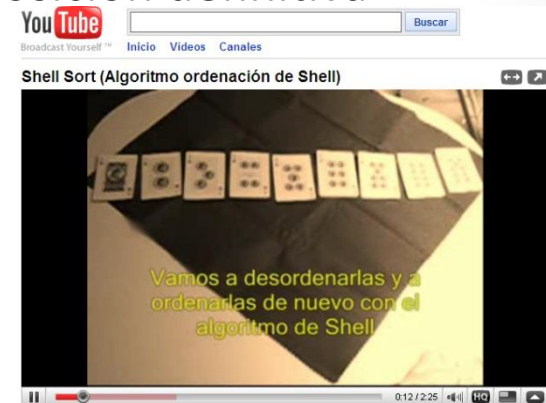 You Tube
Buscar
Broadcast Yourself ™ Inicio Vídeos Canales
Shell Sort (Algoritmo ordenación de Shell)
Vamos a desordenarlas y a
ordenarlas de nuevo con el
algoritmo de Shell
0:12 / 2:25 HQ